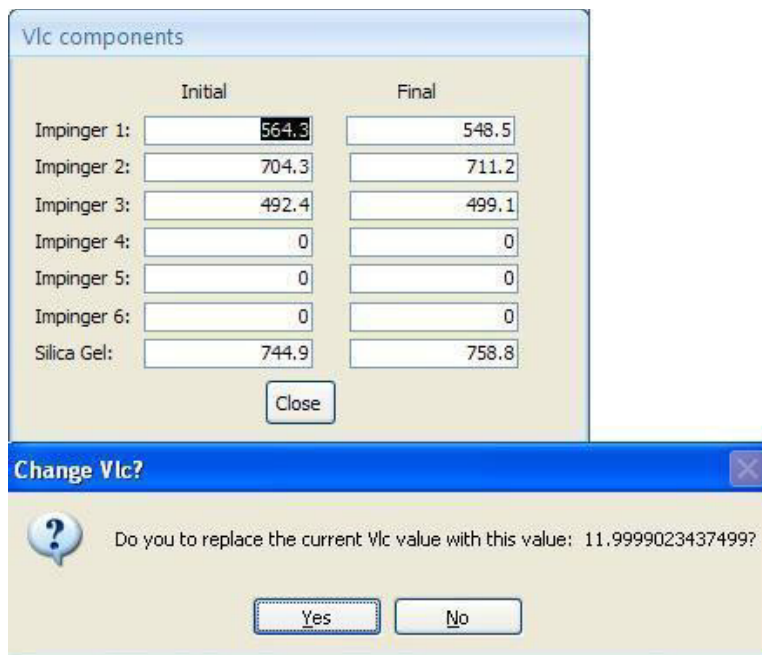 Vlc components
Initial Final
Impinger 1: 564.3 548.5
Impinger 2: 704.3 711.2
Impinger 3: 492.4 499.1
Impinger 4: 0 0
Impinger 5: 0 0
Impinger 6: 0 0
Silica Gel: 744.9 758.8
Close
Change Vlc?
Do you to replace the current Vlc value with this value: 11.9999023437499?
Yes No